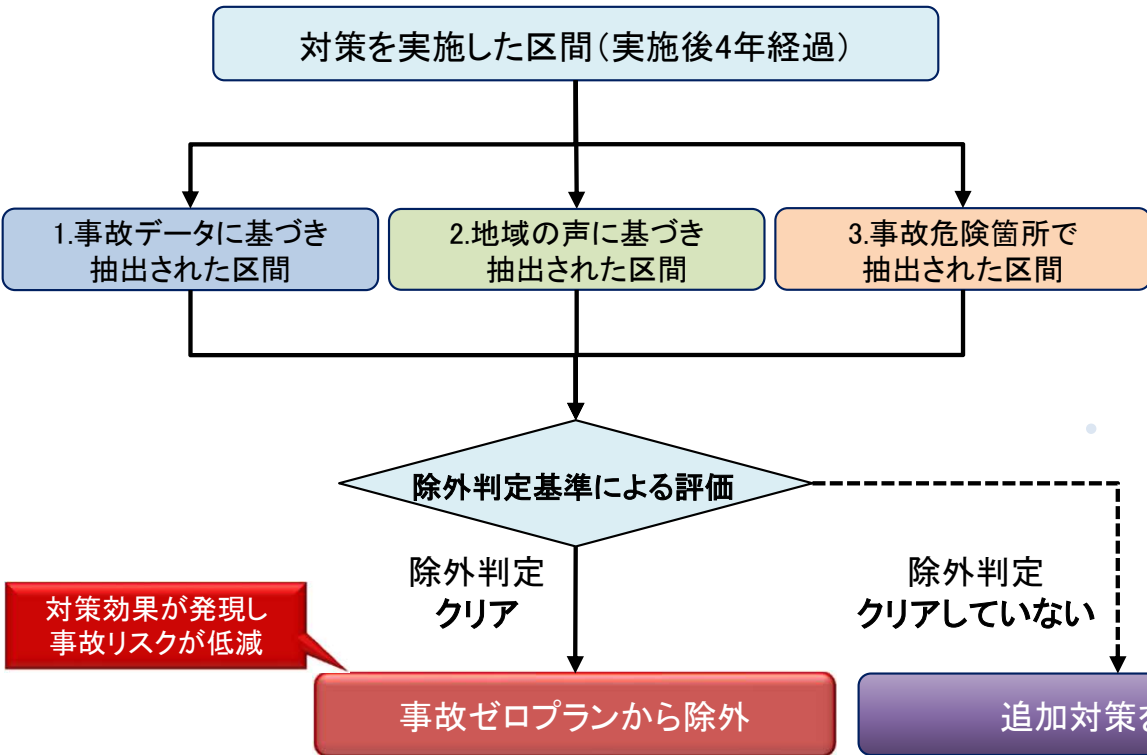 対策を実施した区間(実施後4年経過)
1.事故データに基づき
抽出された区間
2.地域の声に基づき
抽出された区間
3.事故危険箇所で
抽出された区間
除外判定基準による評価
除外判定
クリア
除外判定
クリアしていない
対策効果が発現し
事故リスクが低減
事故ゼロプランから除外
追加対策